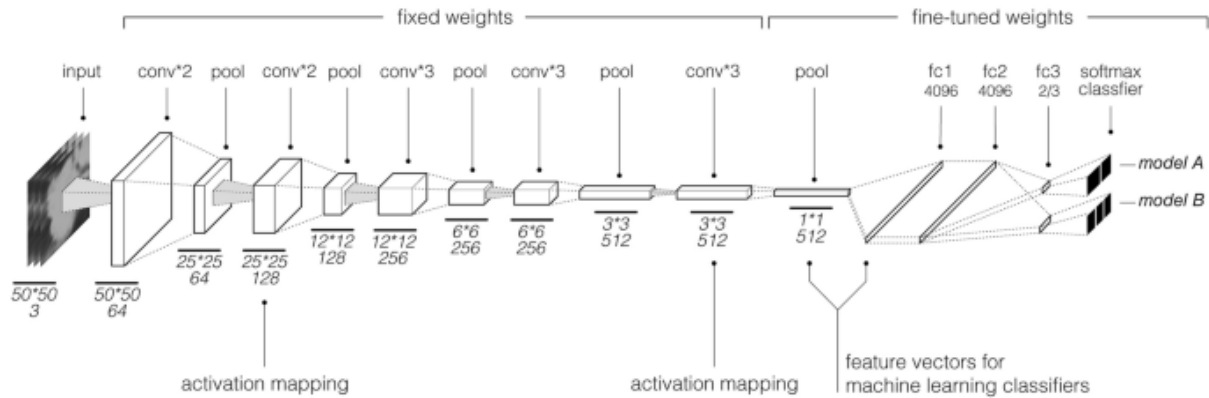 fixed weights
fine-tuned weights
input
conv*2
pool
conv*2
pool
conv*3
pool
conv*3
pool
conv*3
pool
fc1
4096
fc2
4096
fc3
2/3
softmax
classfier
model A
model B
50*50
3
50*50
64
25*25
64
25*25
128
12*12
128
12*12
256
6*6
256
6*6
256
3*3
512
3*3
512
1*1
512
activation mapping
activation mapping
feature vectors for
machine learning classifiers